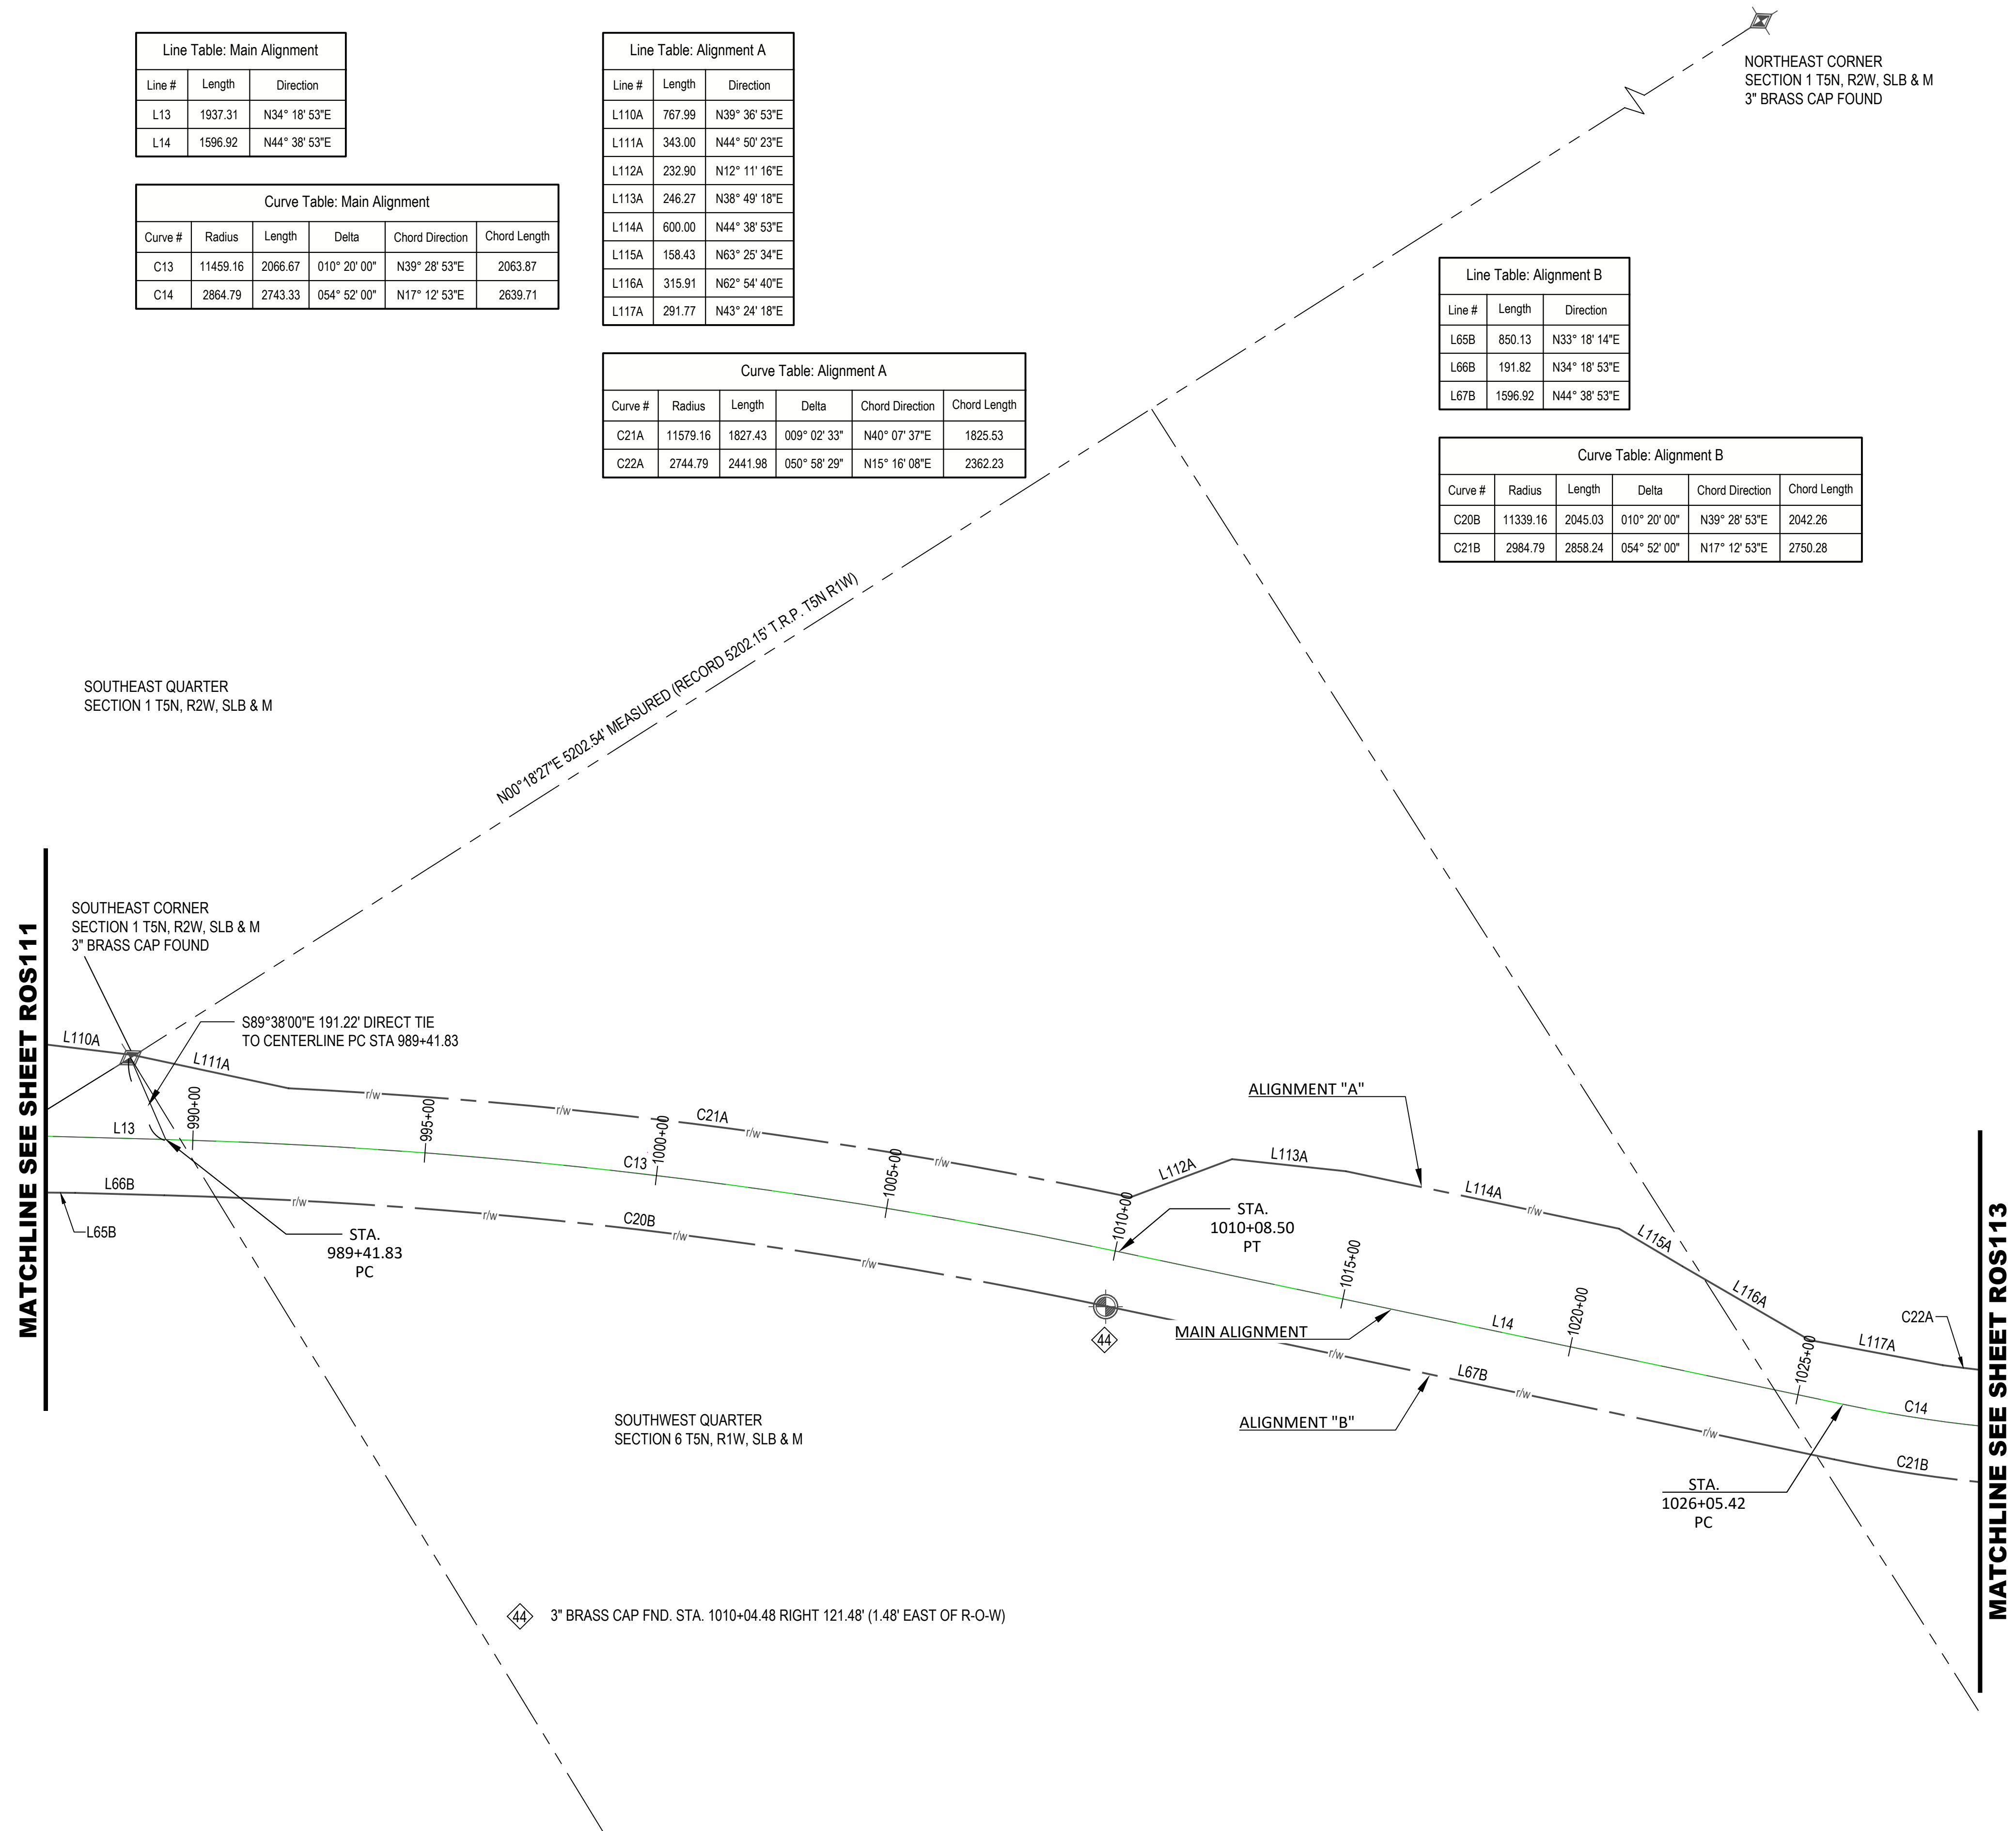 Line Table: Main Alignment
Line # Length Direction
L13 1937.31 N34° 18' 53"E
L14 1596.92 N44° 38' 53"E
Curve Table: Main Alignment
Curve # Radius Length Delta Chord Direction Chord Length
C13 11459.16 2066.67 010° 20' 00" N39° 28' 53"E 2063.87
C14 2864.79 2743.33 054° 52' 00" N17° 12' 53"E 2639.71
Line Table: Alignment A
Line # Length Direction
L110A 767.99 N39° 36' 53"E
L111A 343.00 N44° 50' 23"E
L112A 232.90 N12° 11' 16"E
L113A 246.27 N38° 49' 18"E
L114A 600.00 N44° 38' 53"E
L115A 158.43 N63° 25' 34"E
L116A 315.91 N62° 54' 40"E
L117A 291.77 N43° 24' 18"E
Curve Table: Alignment A
Curve # Radius Length Delta Chord Direction Chord Length
C21A 11579.16 1827.43 009° 02' 33" N40° 07' 37"E 1825.53
C22A 2744.79 2441.98 050° 58' 29" N15° 16' 08"E 2362.23
NORTHEAST CORNER
SECTION 1 T5N, R2W, SLB & M
3" BRASS CAP FOUND
Line Table: Alignment B
Line # Length Direction
L65B 850.13 N33° 18' 14"E
L66B 191.82 N34° 18' 53"E
L67B 1596.92 N44° 38' 53"E
Curve Table: Alignment B
Curve # Radius Length Delta Chord Direction Chord Length
C20B 11339.16 2045.03 010° 20' 00" N39° 28' 53"E 2042.26
C21B 2984.79 2858.24 054° 52' 00" N17° 12' 53"E 2750.28
N00°18'27"E 5202.54' MEASURED (RECORD 5202.15' T.R.P. T5N R1W)
SOUTHEAST QUARTER
SECTION 1 T5N, R2W, SLB & M
SOUTHEAST CORNER
SECTION 1 T5N, R2W, SLB & M
3" BRASS CAP FOUND
MATCHLINE SEE SHEET ROS111
S89°38'00"E 191.22' DIRECT TIE
TO CENTERLINE PC STA 989+41.83
L110A
L111A
r/w
r/w
C21A
r/w
r/w
L112A
L113A
ALIGNMENT "A"
L114A
r/w
L115A
L116A
L117A
C22A
L13
990+00
995+00
C13
1000+00
1005+00
1010+00
STA.
1010+08.50
PT
1015+00
L14
1020+00
1025+00
C14
MAIN ALIGNMENT
L66B
L65B
r/w
r/w
C20B
r/w
r/w
44
r/w
L67B
r/w
r/w
C21B
STA.
989+41.83
PC
ALIGNMENT "B"
STA.
1026+05.42
PC
MATCHLINE SEE SHEET ROS113
SOUTHWEST QUARTER
SECTION 6 T5N, R1W, SLB & M
44 3" BRASS CAP FND. STA. 1010+04.48 RIGHT 121.48' (1.48' EAST OF R-O-W)